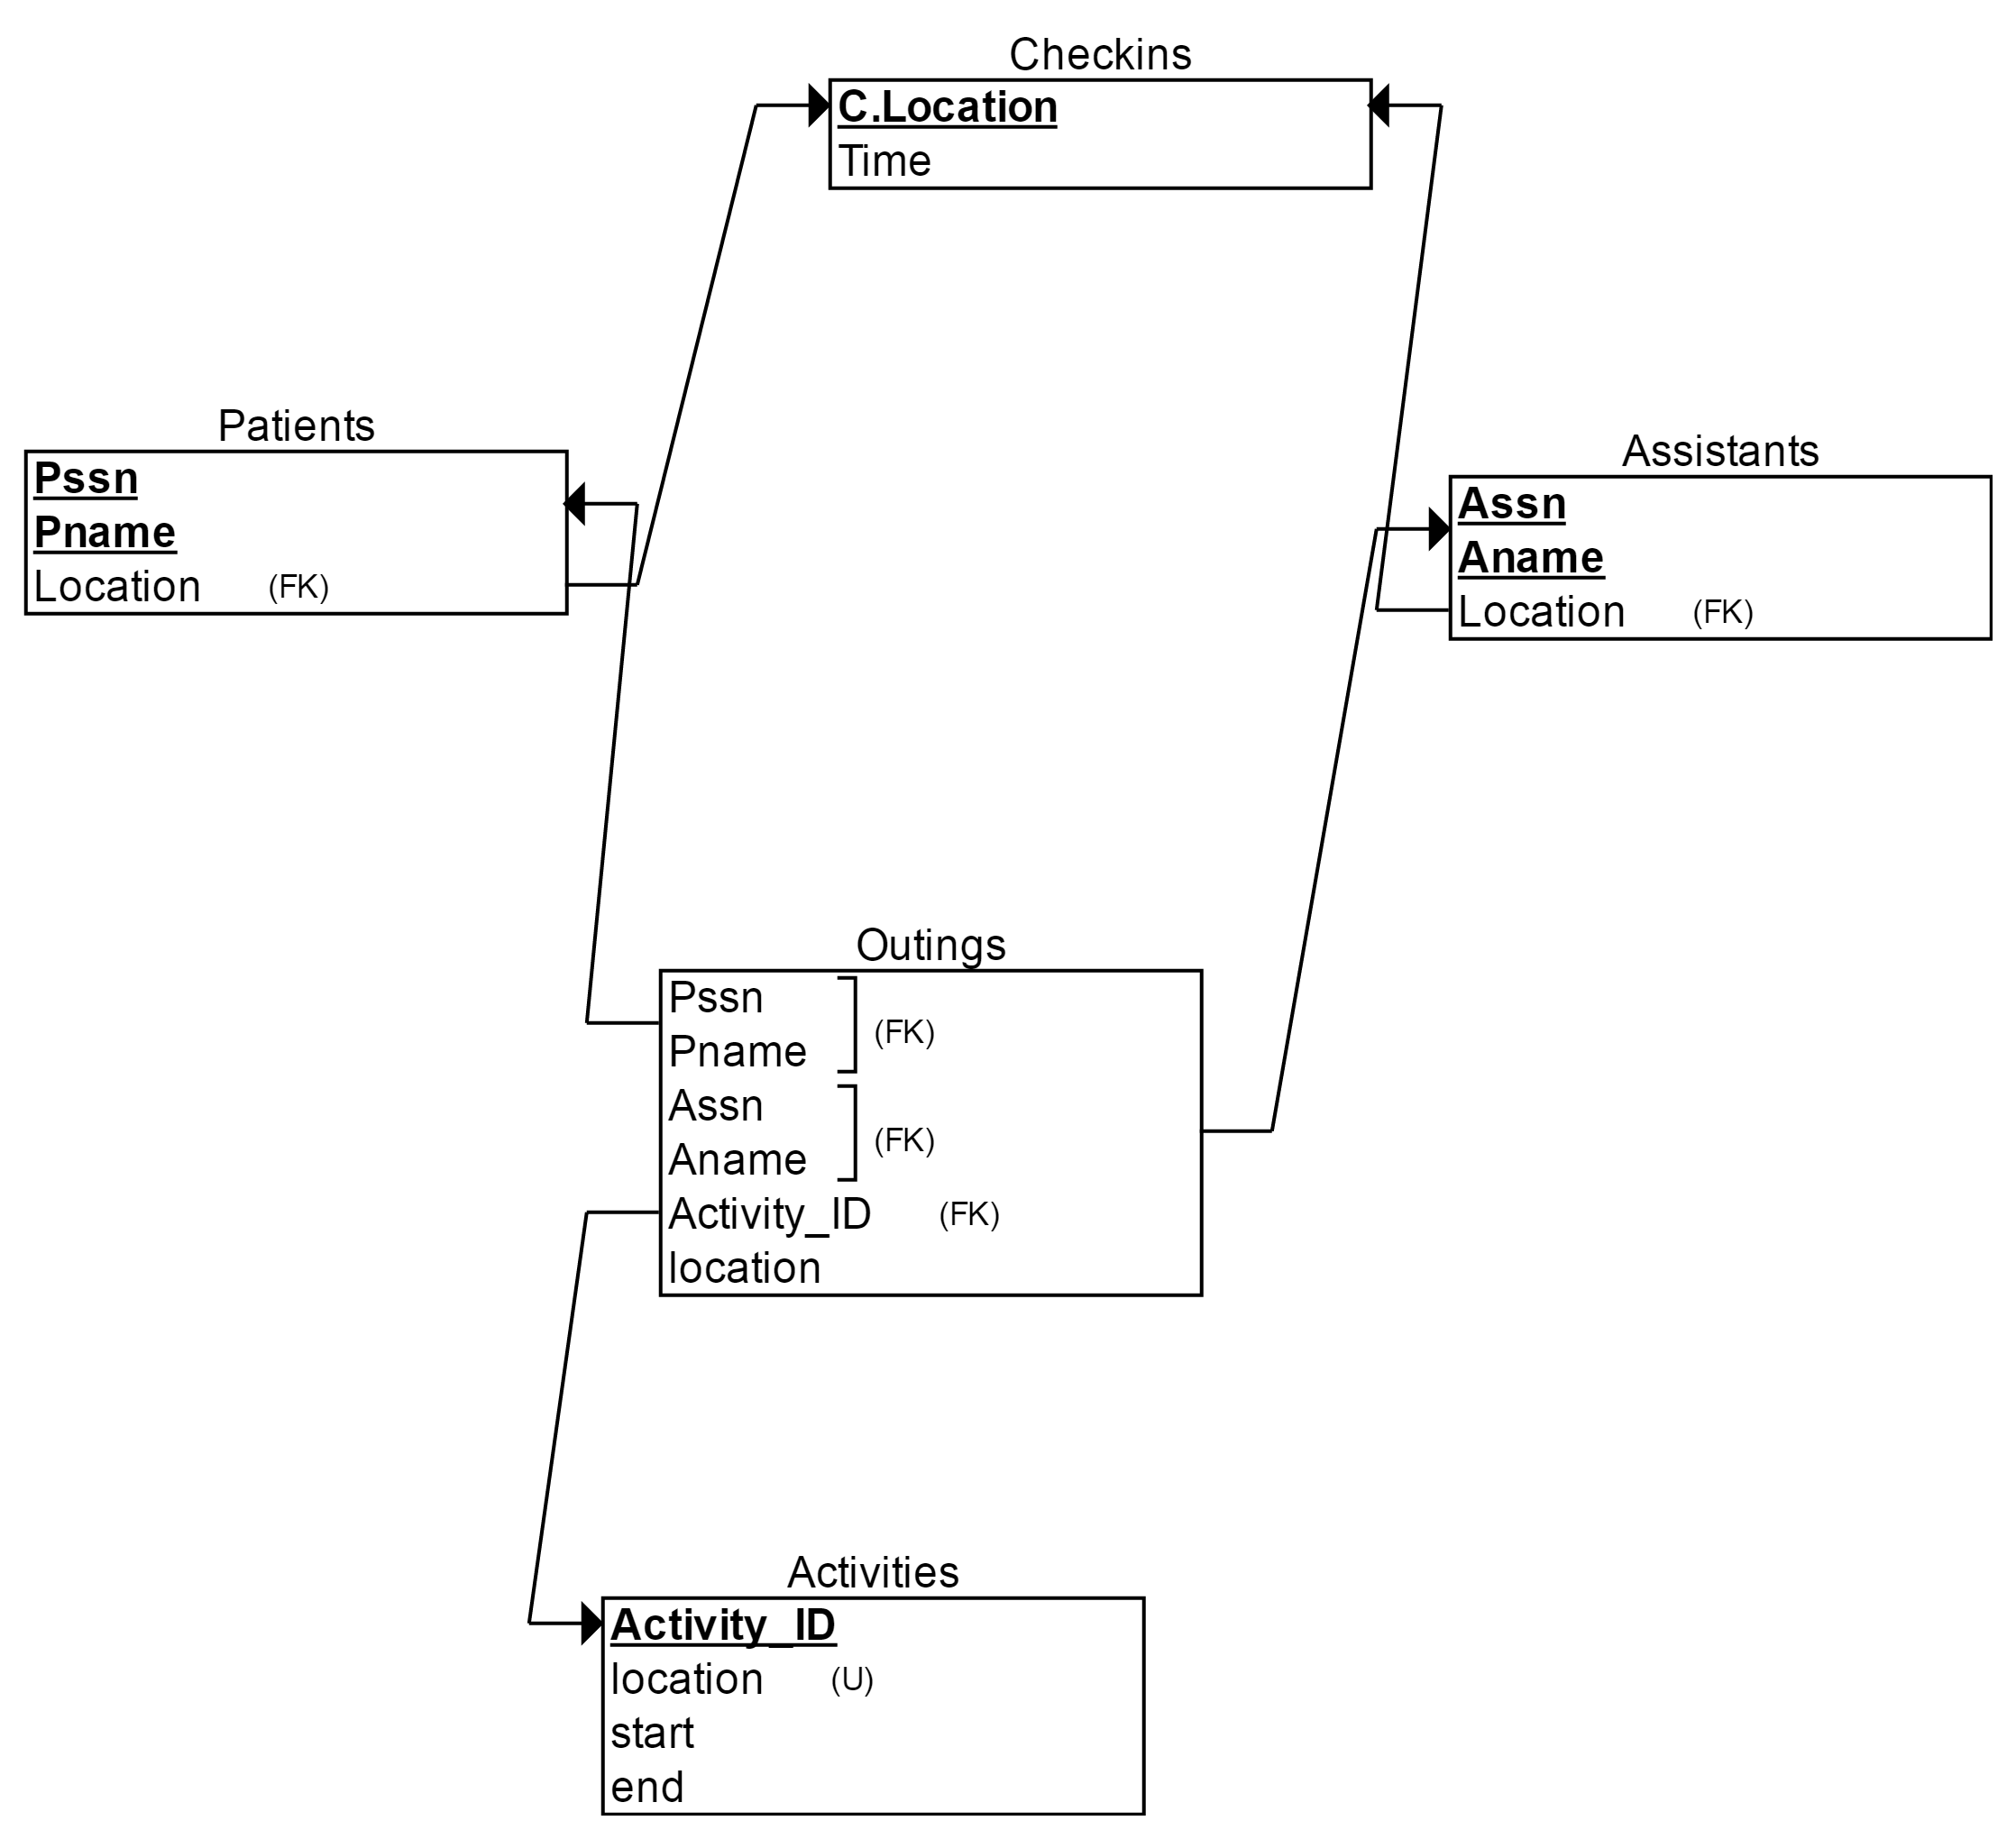 Checkins
C.Location
Time
Patients
Pssn
Pname
Location (FK)
Assistants
Assn
Aname
Location (FK)
Outings
Pssn
Pname
(FK)
Assn
Aname
(FK)
Activity_ID (FK)
location
Activities
Activity_ID
location (U)
start
end